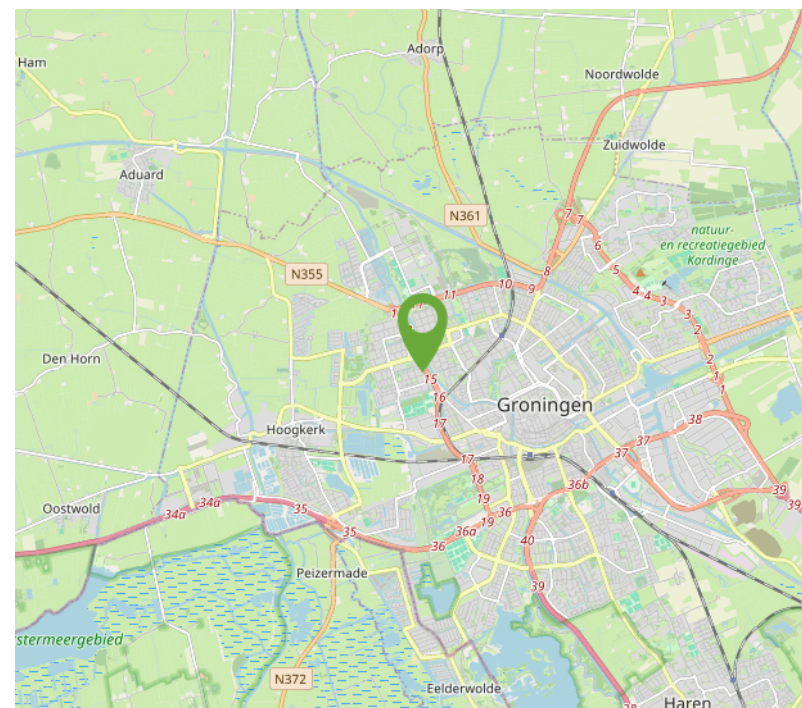 Adorp
Ham
Noordwolde
Zuidwolde
Aduard
N361
7
7
natuur-
en recreatiegebied
Kardinge
6
N355
8
5
10
9
11
4
4
3
3
2
2
Den Horn
15
1
1
16
Groningen
17
38
Hoogkerk
37
37
17
18
36b
39
34a
34a
35
19
36
39
Oostwold
35
36a
19
36
40
Peizermade
39
stermeergebied
N372
Eelderwolde
38
Haren